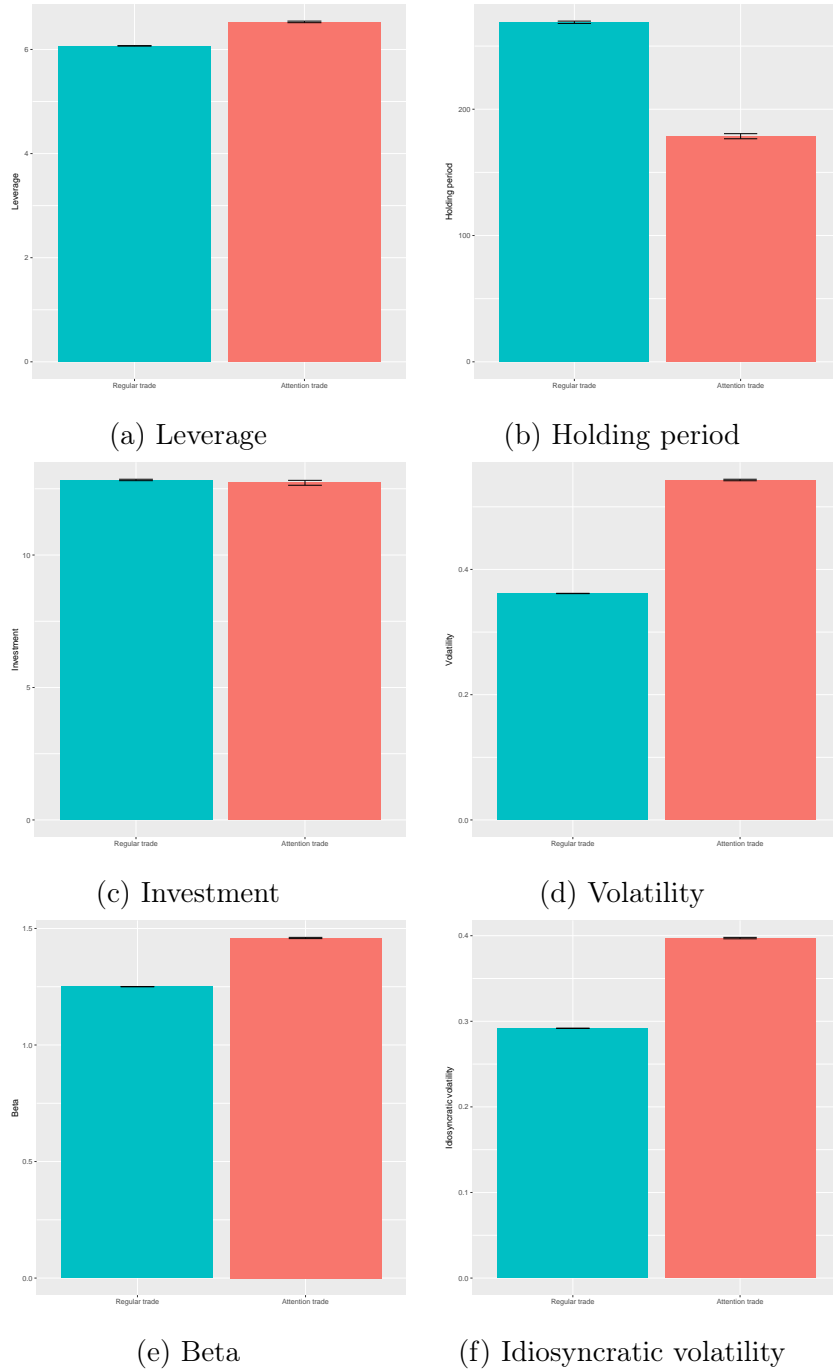 6
4
2
0
Leverage
Regular trade Attention trade
(a) Leverage
200
100
0
Holding period
Regular trade Attention trade
(b) Holding period
10
5
0
Investment
Regular trade Attention trade
(c) Investment
0.4
0.2
0.0
Volatility
Regular trade Attention trade
(d) Volatility
1.5
1.0
0.5
0.0
Beta
Regular trade Attention trade
(e) Beta
0.4
0.3
0.2
0.1
0.0
Idiosyncratic volatility
Regular trade Attention trade
(f) Idiosyncratic volatility